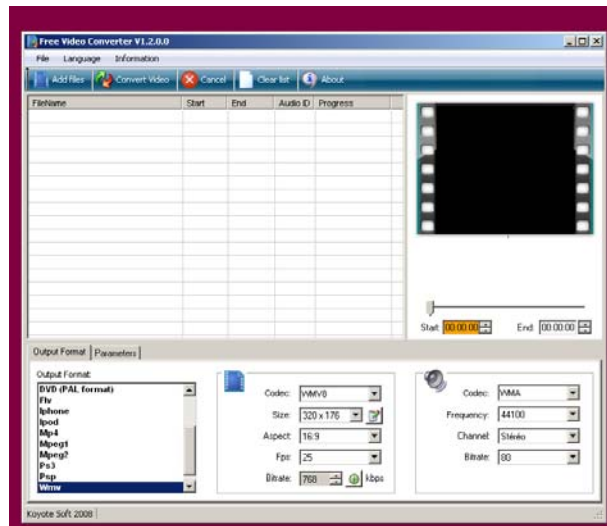 Free Video Converter V1.2.0.0
File Language Information
Add files Convert Video Cancel Clear list About
FileName Start End Audio ID Progress
Start: 00:00:00 End: 00:00:00
Output Format Parameters
Output Format:
DVD (PAL format)
Flv
Iphone
Ipod
Mp4
Mpeg1
Mpeg2
Ps3
Psp
Wmv
Codec: WMV8
Size: 320 x 176
Aspect: 16:9
Fps: 25
Bitrate: 768 kbps
Codec: WMA
Frequency: 44100
Channel: Stéréo
Bitrate: 80
Koyote Soft 2008